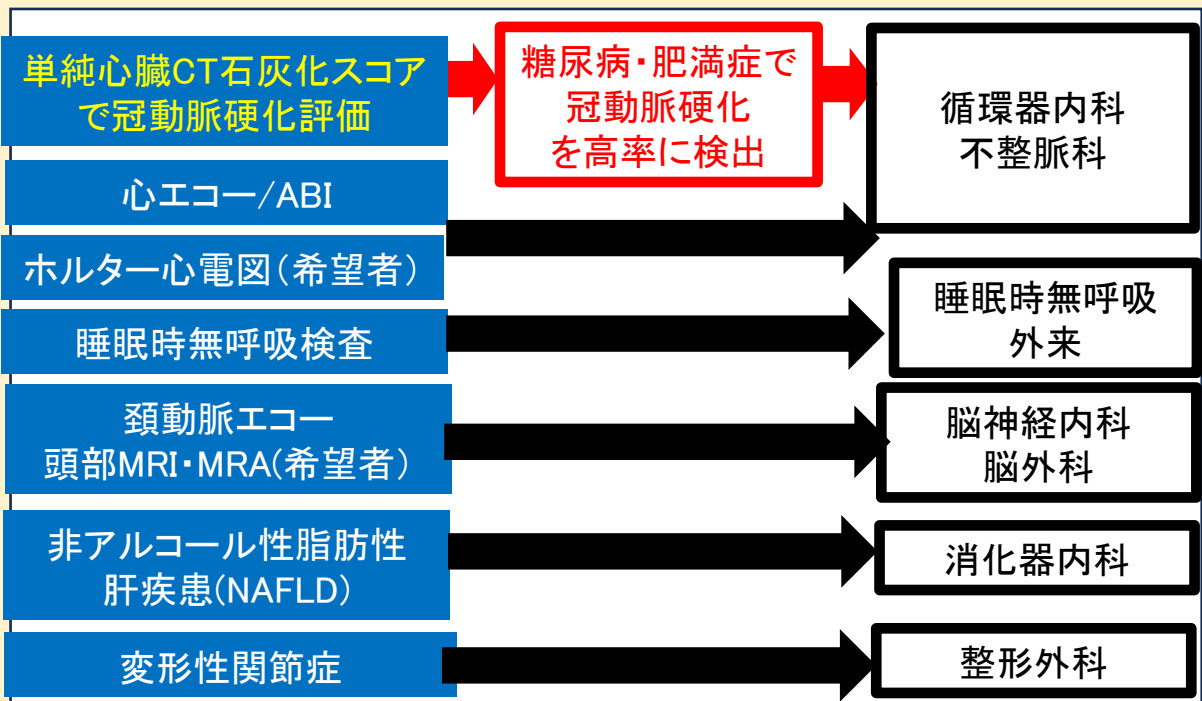 単純心臓CT石灰化スコア
で冠動脈硬化評価
糖尿病・肥満症で
冠動脈硬化
を高率に検出
循環器内科
不整脈科
心エコー/ABI
ホルター心電図(希望者)
睡眠時無呼吸検査
睡眠時無呼吸
外来
頚動脈エコー
頭部MRI・MRA(希望者)
脳神経内科
脳外科
非アルコール性脂肪性
肝疾患(NAFLD)
消化器内科
変形性関節症
整形外科